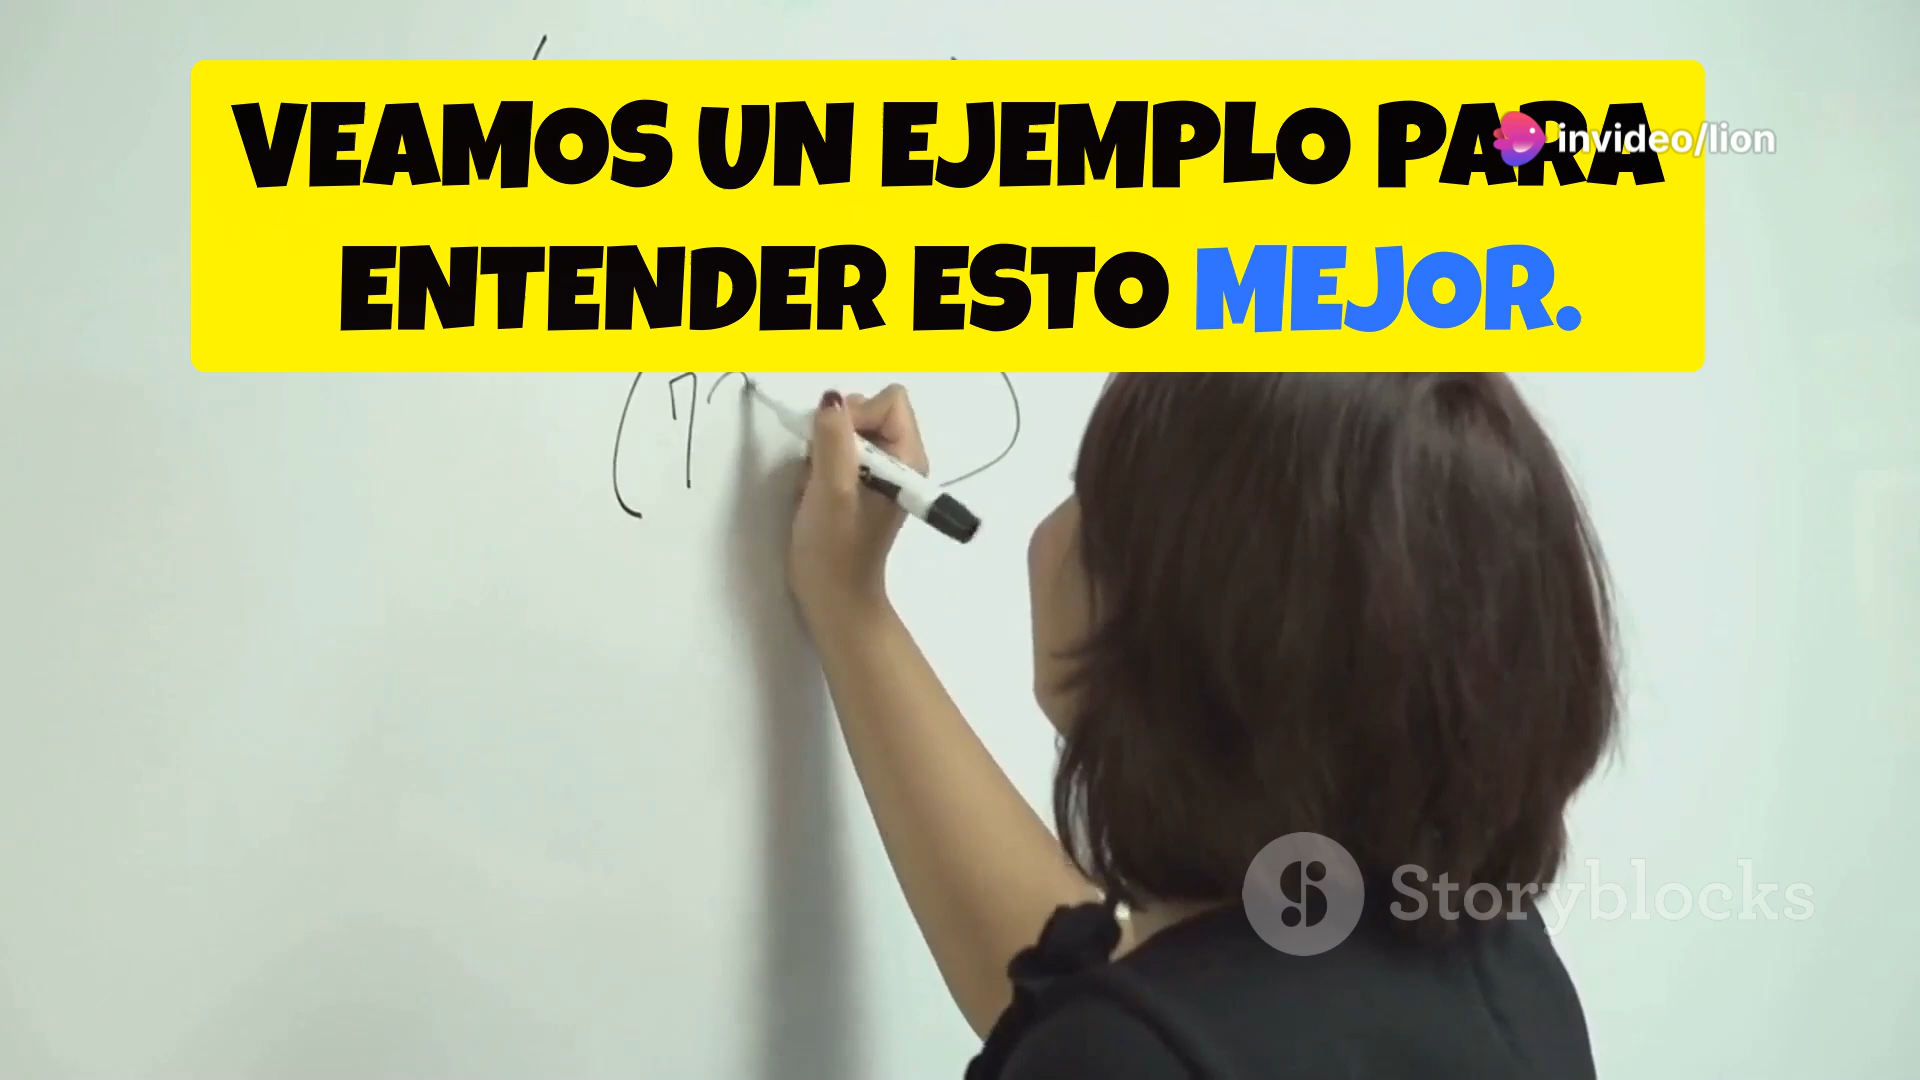 VEAMOS UN EJEMPLO PARA
invideo/lion
ENTENDER ESTO MEJOR.
Storyblocks